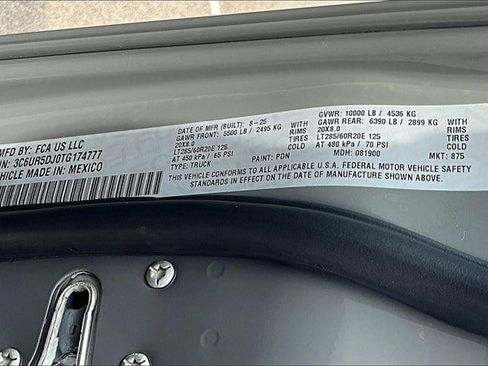 MFD BY: FCA US LLC
VIN: 3C6UR5DJ0TG174777
VEHICLE MADE IN: MEXICO
DATE OF MFR (BUILT): 8-25
GAWR FRONT: 5500 LB / 2495 KG WITH
20X8.0 RIMS
LT285/60R20E 125 TIRES
AT 450 kPa / 65 PSI COLD
TYPE: TRUCK PAINT: PDN
GVWR: 10000 LB / 4536 KG
GAWR REAR: 6390 LB / 2899 KG WITH
20X8.0 RIMS
LT285/60R20E 125 TIRES
AT 480 kPa / 70 PSI COLD
MDH: 081900 MKT: 875
THIS VEHICLE CONFORMS TO ALL APPLICABLE U.S.A. FEDERAL MOTOR VEHICLE SAFETY
STANDARDS IN EFFECT ON THE DATE OF MANUFACTURE SHOWN ABOVE.